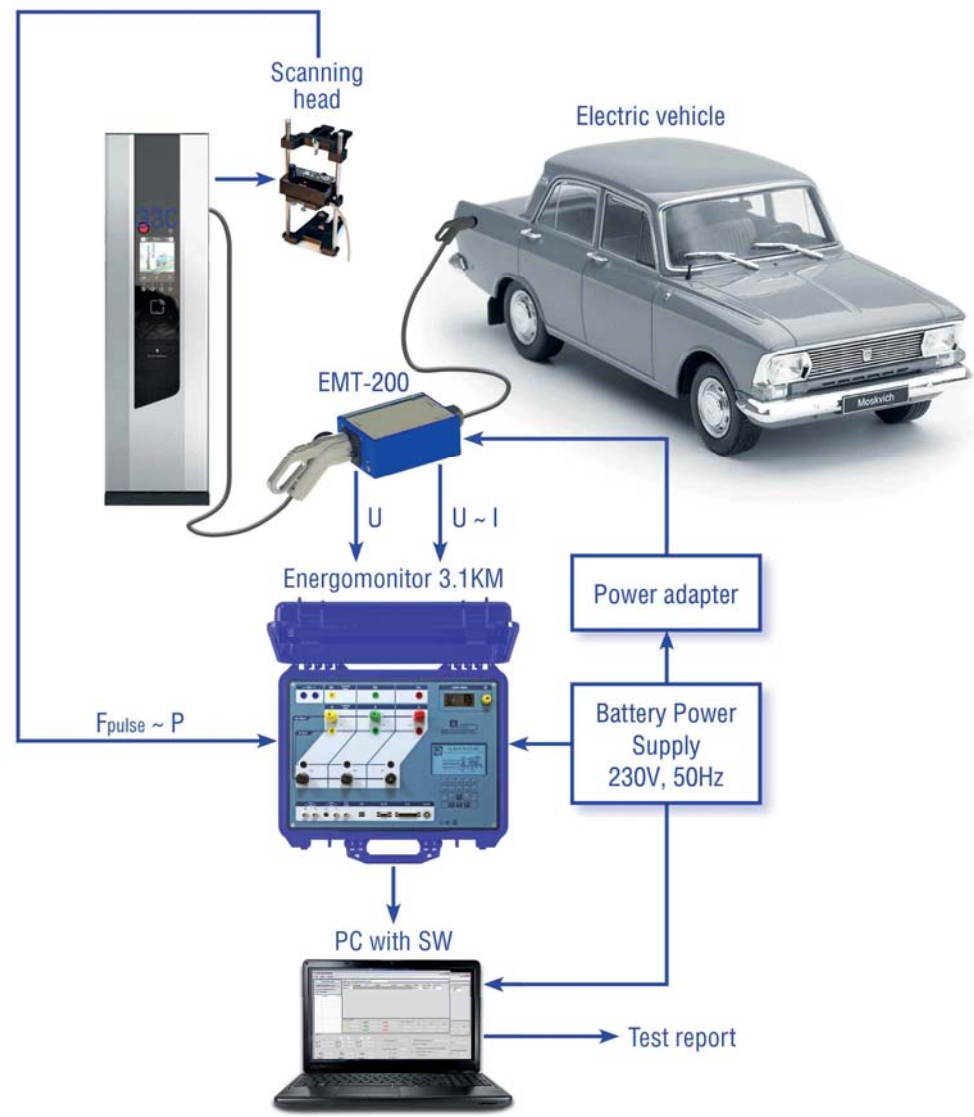 Scanning
head
Electric vehicle
EMT-200
Moskvich
U
U ~ I
Energomonitor 3.1KM
Power adapter
Fpulse ~ P
Battery Power
Supply
230V, 50Hz
PC with SW
Test report